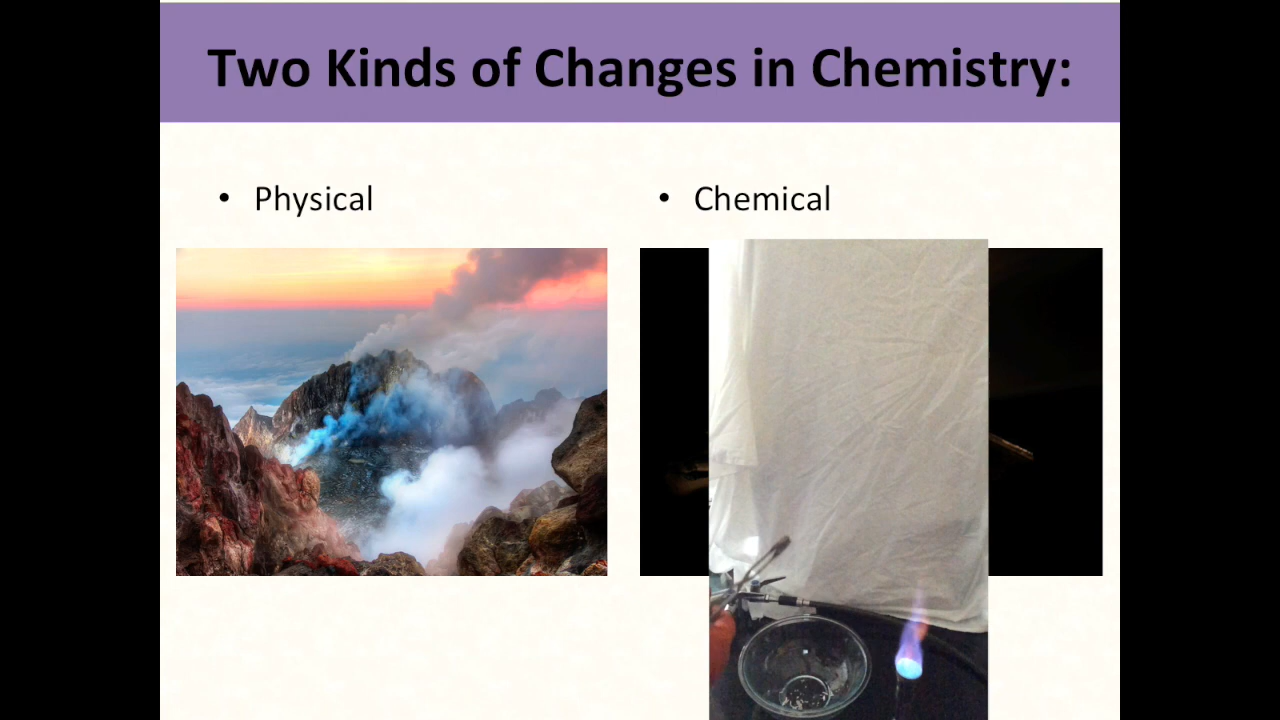 Two Kinds of Changes in Chemistry:
• Physical
• Chemical